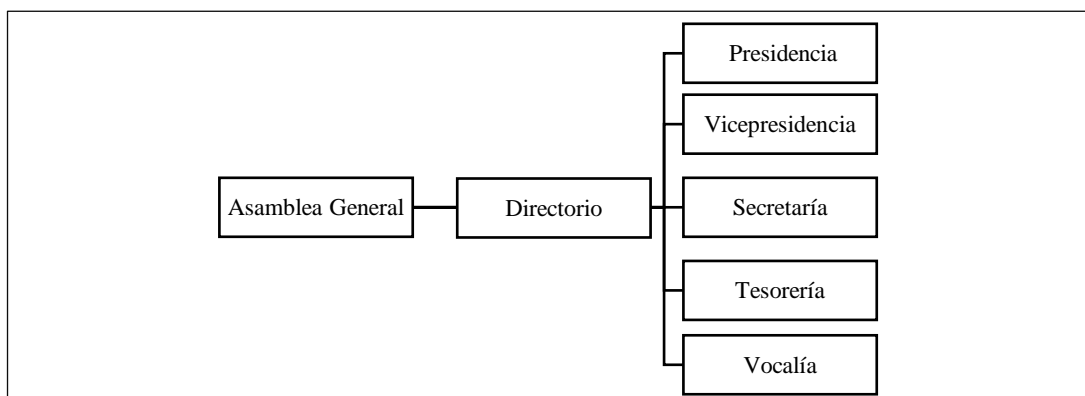 Asamblea General
Directorio
Presidencia
Vicepresidencia
Secretaría
Tesorería
Vocalía